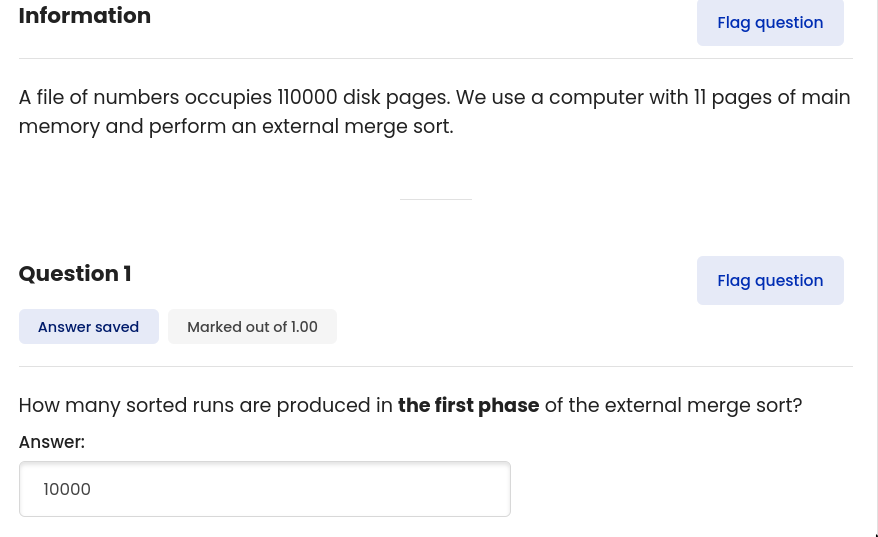 Information
Flag question
A file of numbers occupies 110000 disk pages. We use a computer with 11 pages of main
memory and perform an external merge sort.
Question 1
Flag question
Answer saved
Marked out of 1.00
How many sorted runs are produced in the first phase of the external merge sort?
Answer:
10000